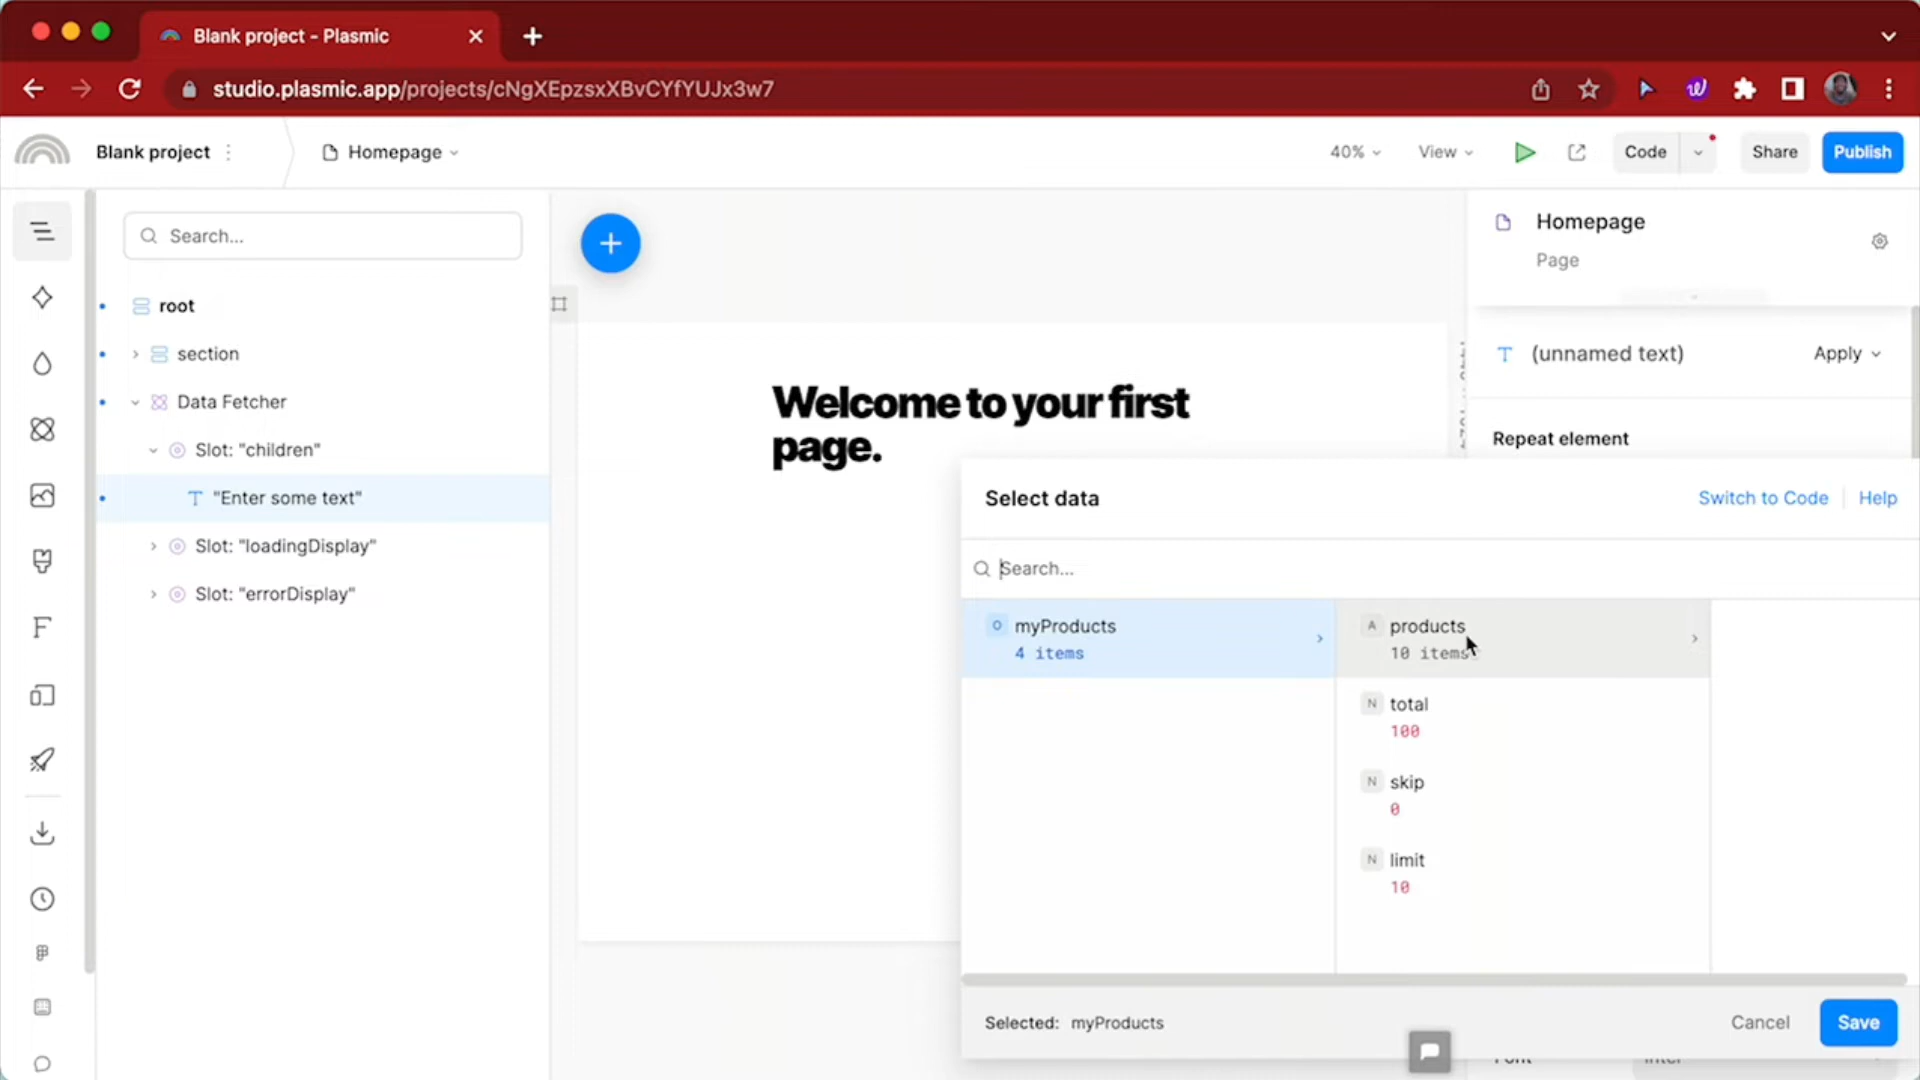 Blank project - Plasmic
studio.plasmic.app/projects/cNgXEpzsxXBvCYfYUJx3w7
Blank project
Homepage
40%
View
Code
Share
Publish
Search...
root
section
Data Fetcher
Slot: "children"
T "Enter some text"
Slot: "loadingDisplay"
Slot: "errorDisplay"
Welcome to your first
page.
Homepage
Page
T (unnamed text)
Apply
Repeat element
Select data
Switch to Code
Help
Search...
O myProducts
4 items
A products
10 items
N total
100
N skip
0
N limit
10
Selected: myProducts
Cancel
Save
Font
Inter